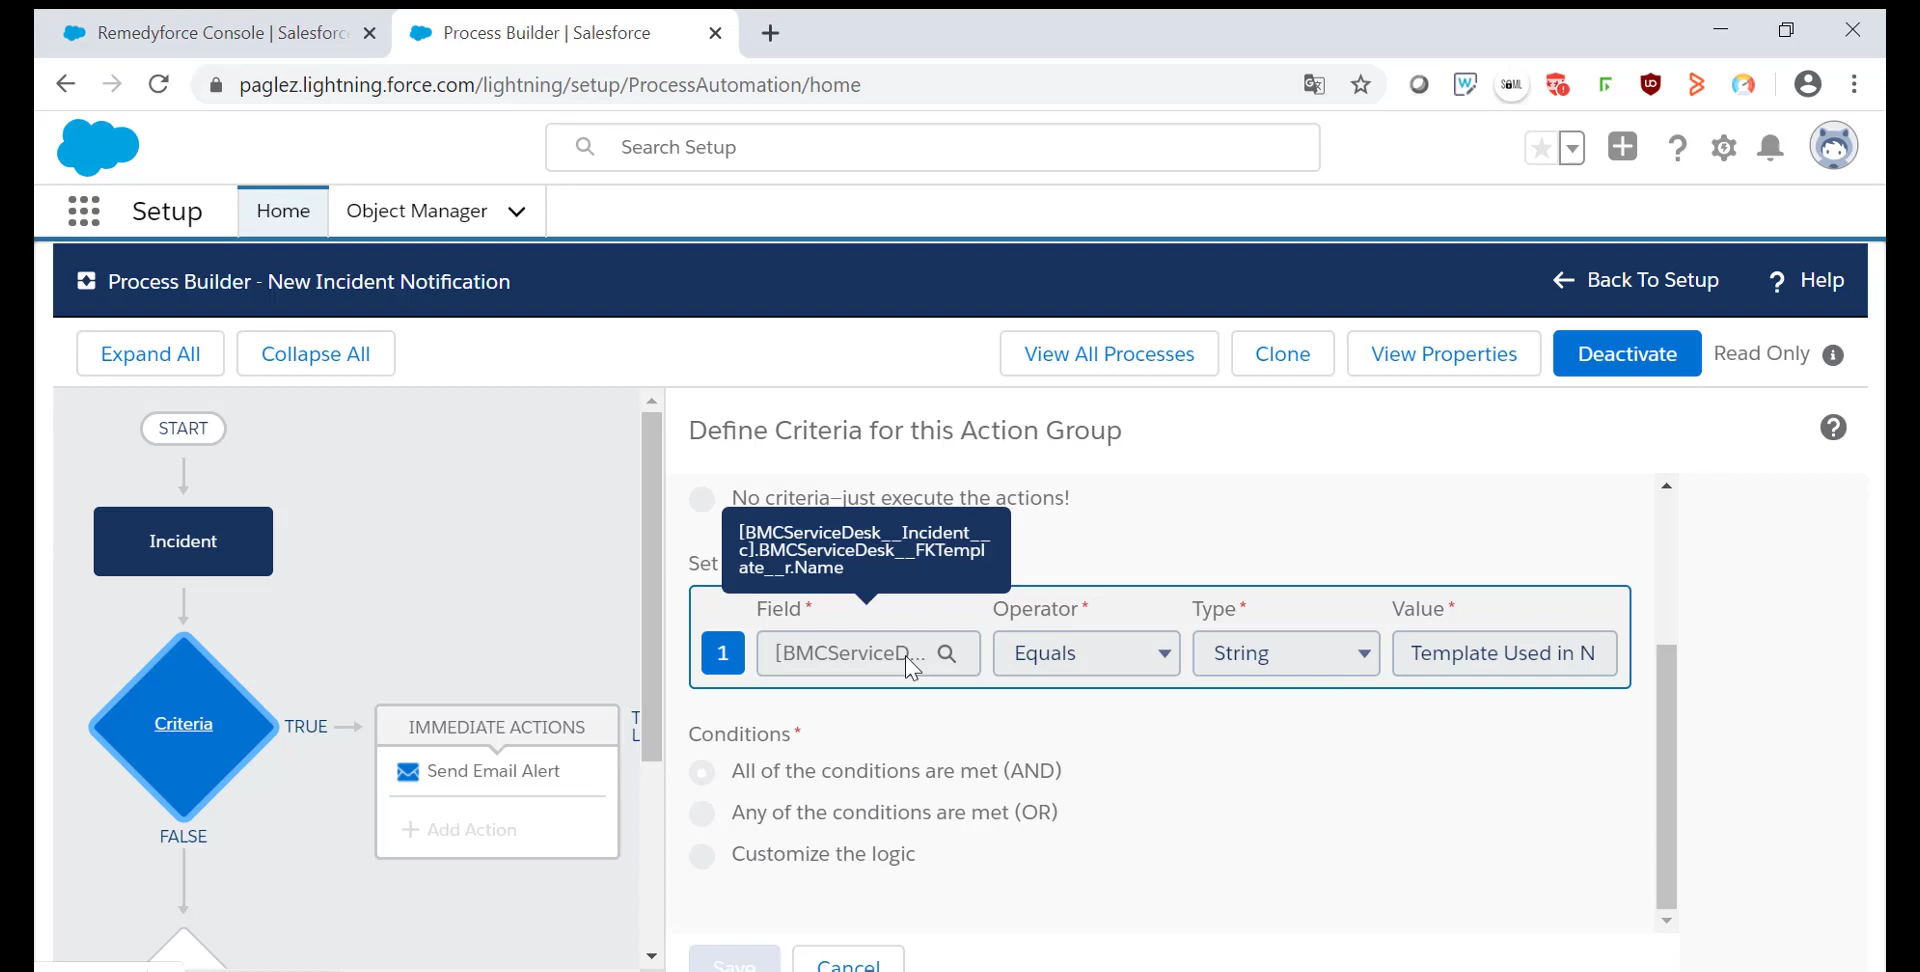 Remedyforce Console | Salesforc
Process Builder | Salesforce
paglez.lightning.force.com/lightning/setup/ProcessAutomation/home
Search Setup
Setup
Home
Object Manager
Process Builder - New Incident Notification
Back To Setup
? Help
Expand All
Collapse All
View All Processes
Clone
View Properties
Deactivate
Read Only
START
Incident
Criteria
TRUE
FALSE
IMMEDIATE ACTIONS
Send Email Alert
+ Add Action
T
L
Define Criteria for this Action Group
No criteria—just execute the actions!
[BMCServiceDesk__Incident__
c].BMCServiceDesk__FKTempl
ate__r.Name
Set
Field*
Operator*
Type*
Value*
1
[BMCServiceD...
Equals
String
Template Used in N
Conditions*
All of the conditions are met (AND)
Any of the conditions are met (OR)
Customize the logic
Save
Cancel